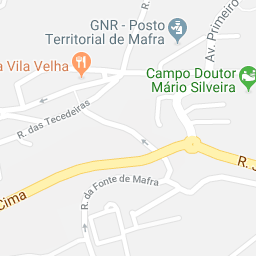 GNR - Posto
Territorial de Mafra
Av. Primeiro
a Vila Velha
Campo Doutor
Mário Silveira
R. das Tecedeiras
R. da Fonte de Mafra
R.
Cima